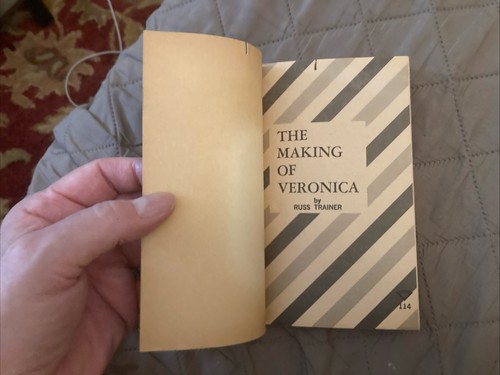 THE
MAKING
OF
VERONICA
by
RUSS TRAINER
114